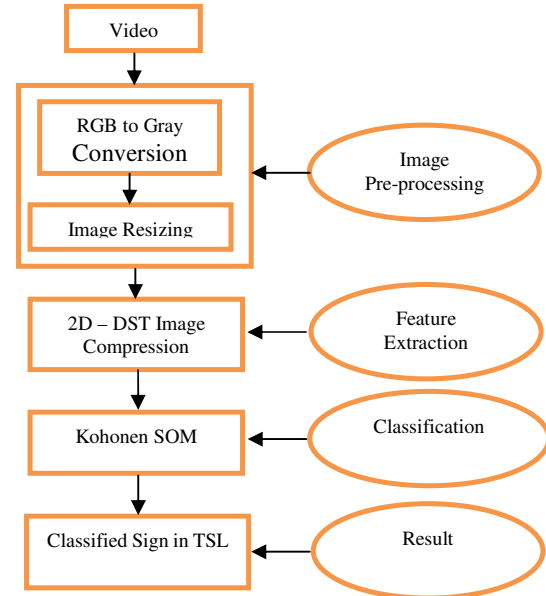 Video
RGB to Gray
Conversion
Image
Pre-processing
Image Resizing
2D – DST Image
Compression
Feature
Extraction
Kohonen SOM
Classification
Classified Sign in TSL
Result